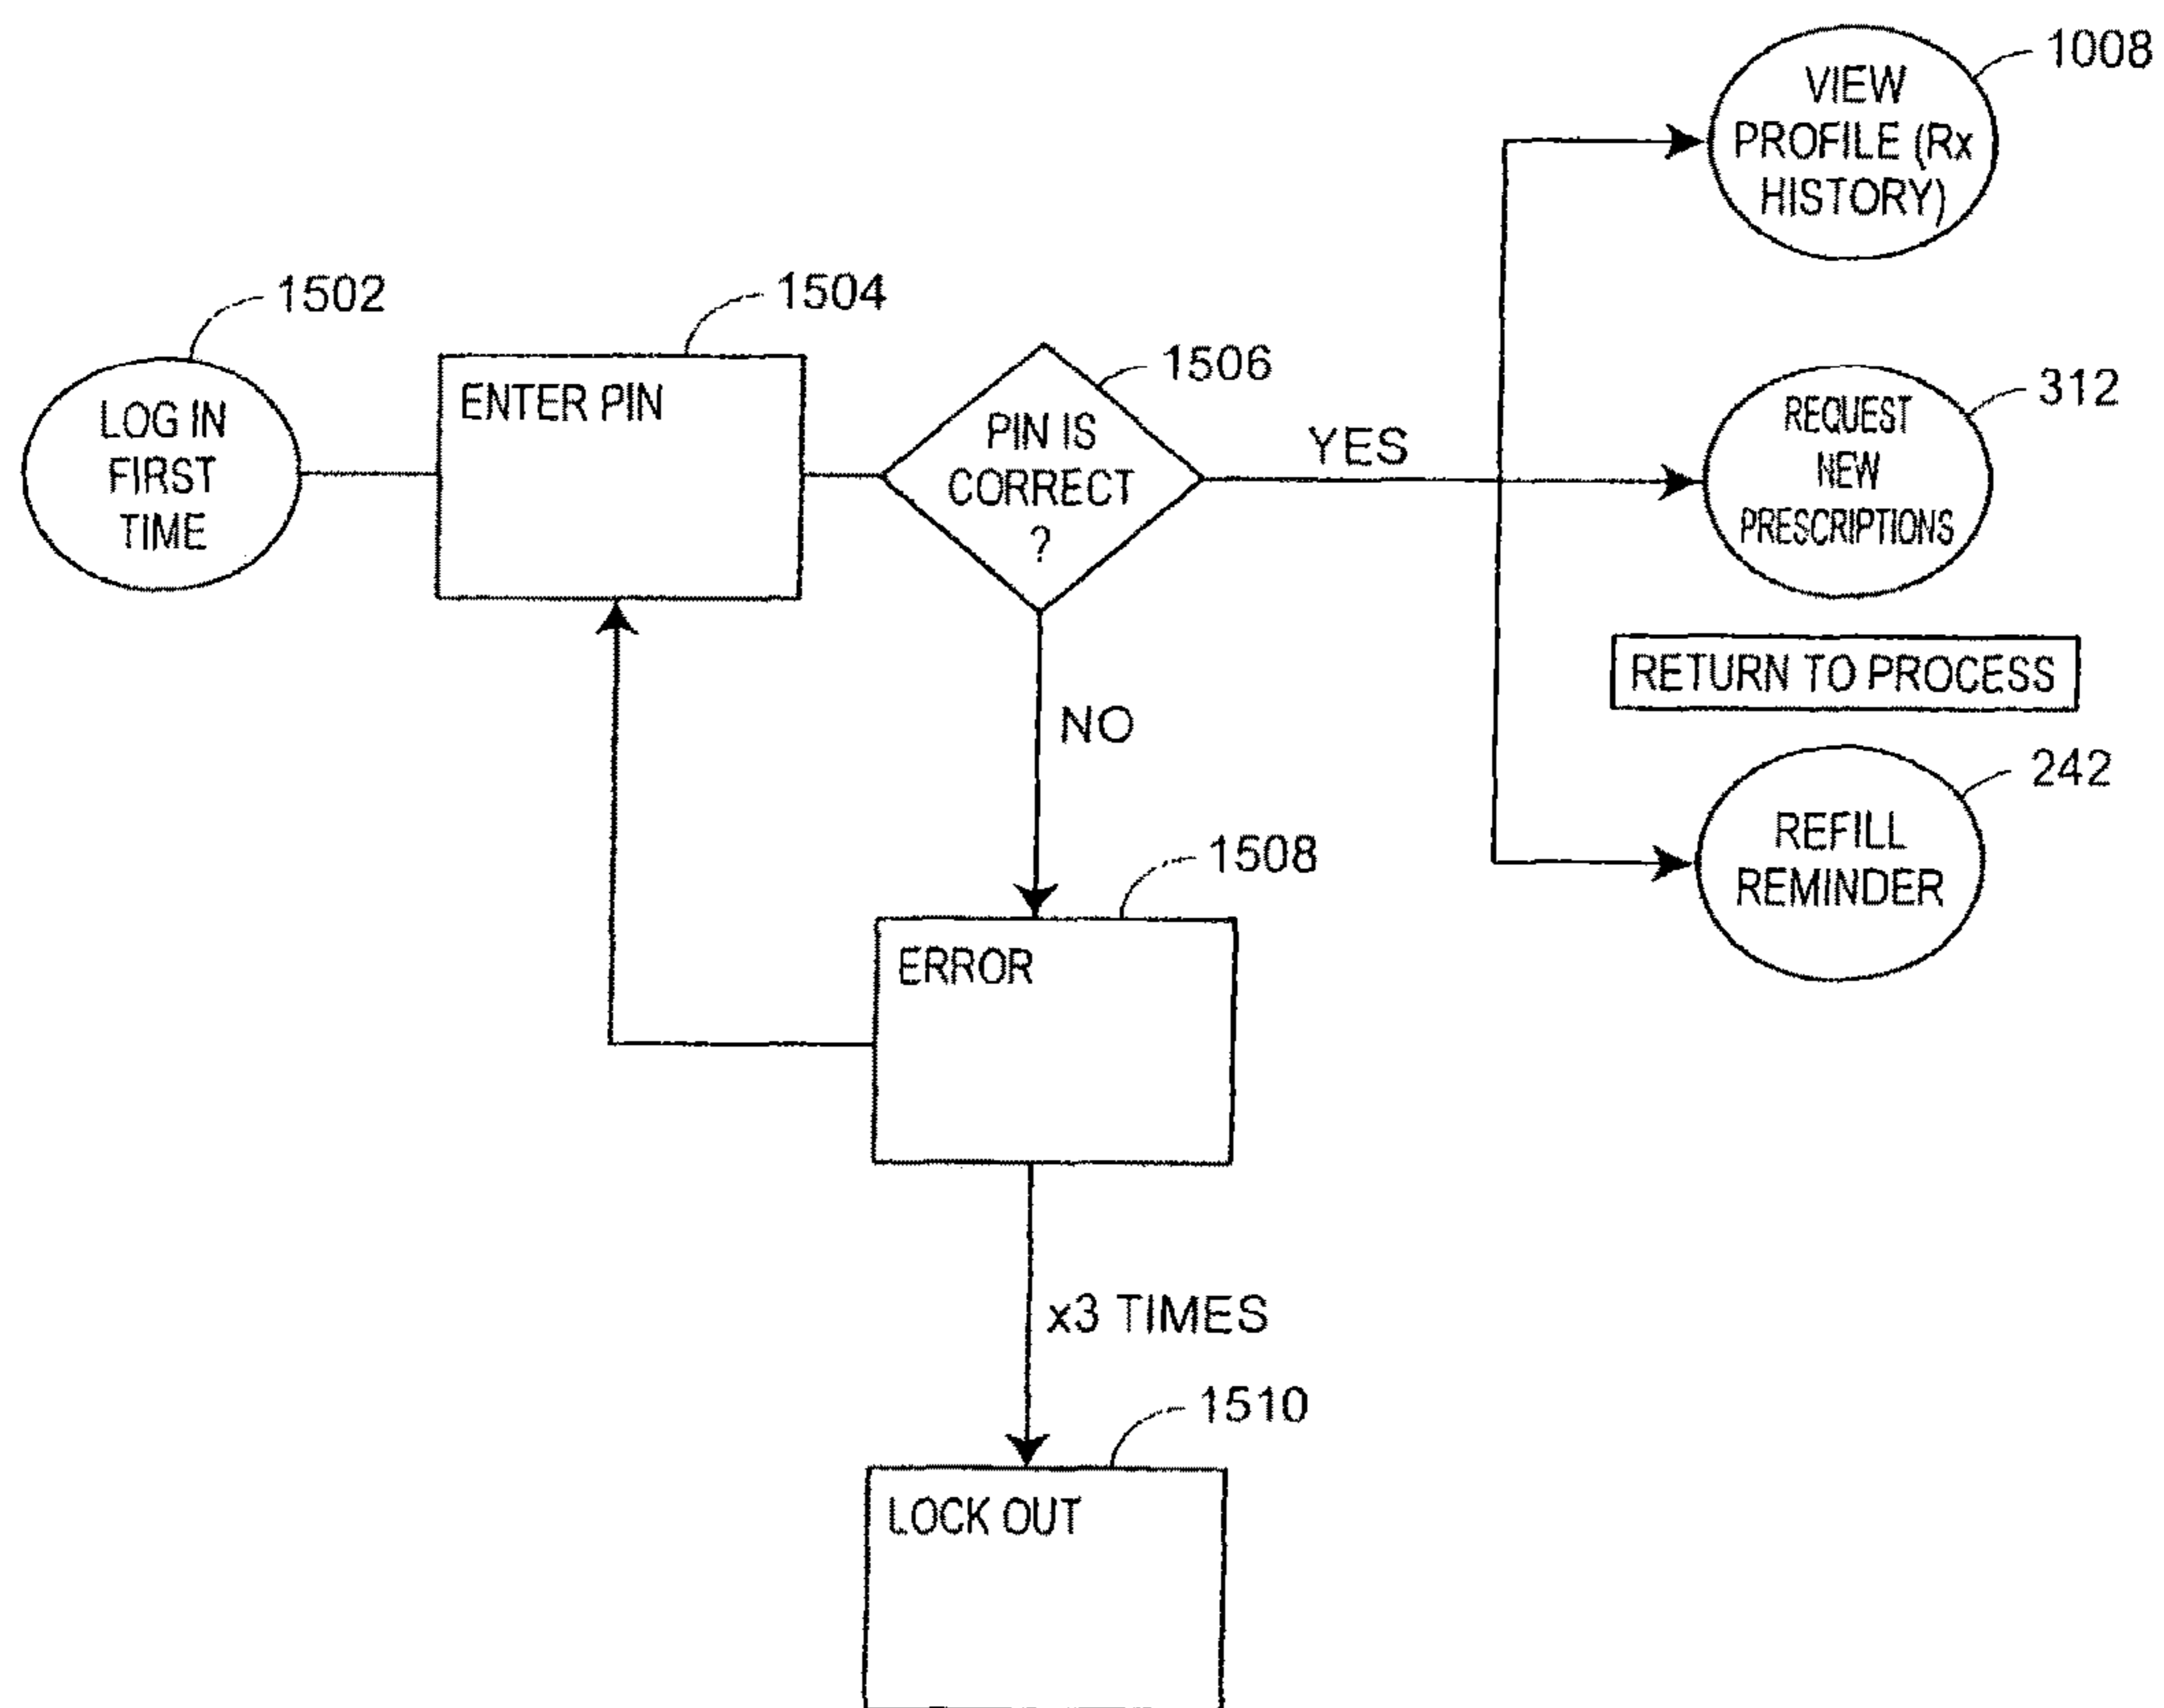 1008
VIEW
PROFILE (Rx
HISTORY)
1502
1504
1506
312
LOG IN
FIRST
TIME
ENTER PIN
PIN IS
CORRECT
?
YES
REQUEST
NEW
PRESCRIPTIONS
RETURN TO PROCESS
NO
242
REFILL
REMINDER
1508
ERROR
x3 TIMES
1510
LOCK OUT